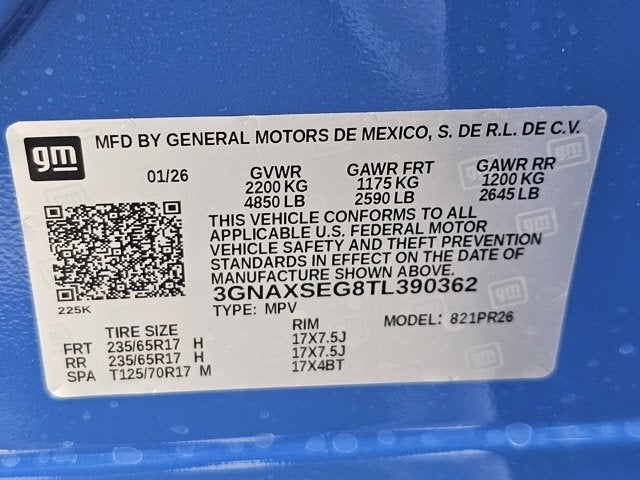 gm
MFD BY GENERAL MOTORS DE MEXICO, S. DE R.L. DE C.V.
01/26 GVWR GAWR FRT GAWR RR
2200 KG 1175 KG 1200 KG
4850 LB 2590 LB 2645 LB
THIS VEHICLE CONFORMS TO ALL
APPLICABLE U.S. FEDERAL MOTOR
VEHICLE SAFETY AND THEFT PREVENTION
STANDARDS IN EFFECT ON THE DATE OF
MANUFACTURE SHOWN ABOVE.
3GNAXSEG8TL390362
225K
TYPE: MPV MODEL: 821PR26
TIRE SIZE RIM
FRT 235/65R17 H 17X7.5J
RR 235/65R17 H 17X7.5J
SPA T125/70R17 M 17X4BT